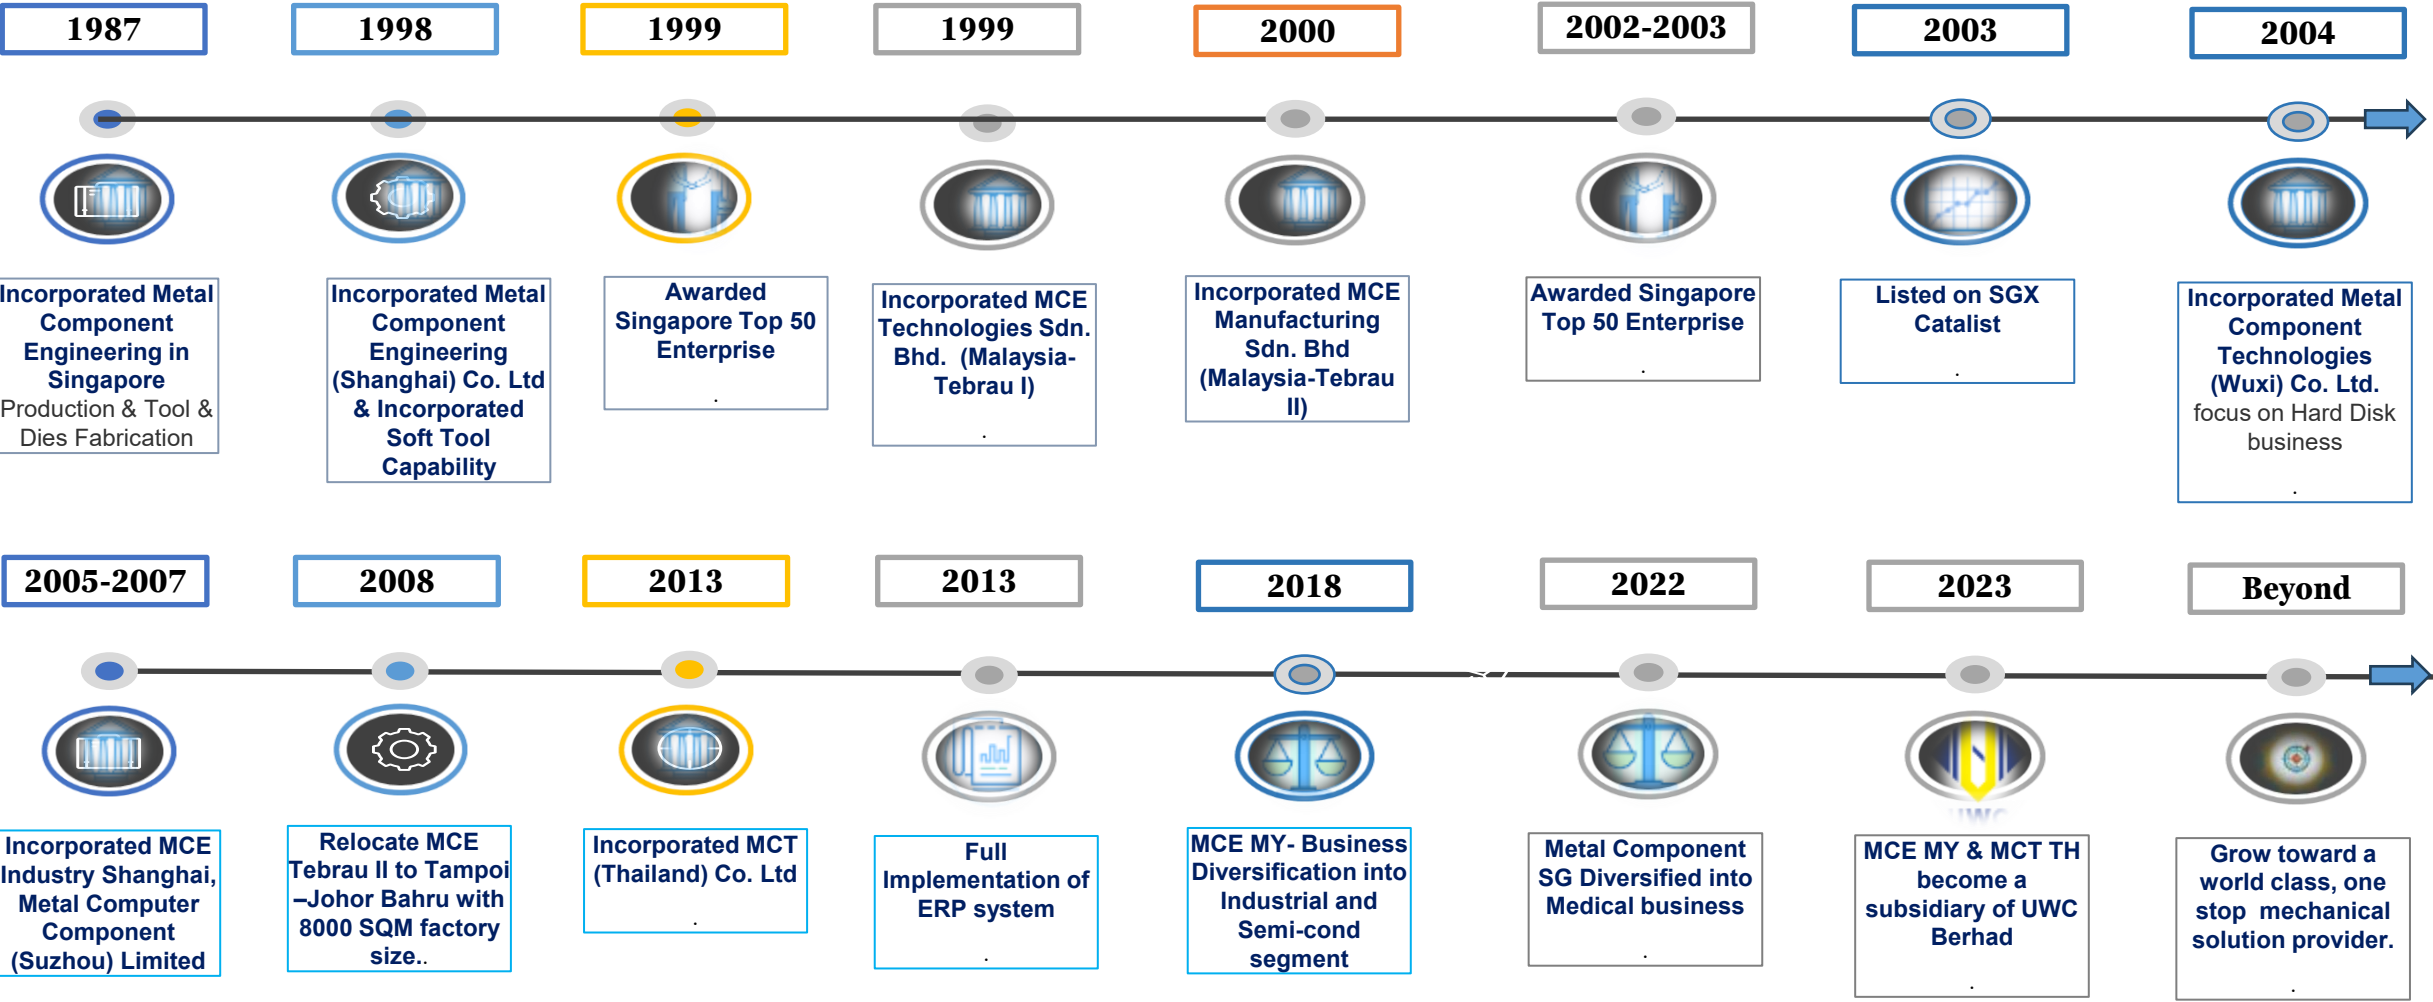 1987
1998
1999
1999
2000
2002-2003
2003
2004
Incorporated Metal
Component
Engineering in
Singapore
Production & Tool &
Dies Fabrication
Incorporated Metal
Component
Engineering
(Shanghai) Co. Ltd
& Incorporated
Soft Tool
Capability
Awarded
Singapore Top 50
Enterprise
.
Incorporated MCE
Technologies Sdn.
Bhd. (Malaysia-
Tebrau I)
.
Incorporated MCE
Manufacturing
Sdn. Bhd
(Malaysia-Tebrau
II)
Awarded Singapore
Top 50 Enterprise
.
Listed on SGX
Catalist
.
Incorporated Metal
Component
Technologies
(Wuxi) Co. Ltd.
focus on Hard Disk
business
.
2005-2007
2008
2013
2013
2018
2022
2023
Beyond
UWC
Incorporated MCE
Industry Shanghai,
Metal Computer
Component
(Suzhou) Limited
Relocate MCE
Tebrau II to Tampoi
–Johor Bahru with
8000 SQM factory
size..
Incorporated MCT
(Thailand) Co. Ltd
.
Full
Implementation of
ERP system
.
MCE MY- Business
Diversification into
Industrial and
Semi-cond
segment
Metal Component
SG Diversified into
Medical business
.
MCE MY & MCT TH
become a
subsidiary of UWC
Berhad
.
Grow toward a
world class, one
stop mechanical
solution provider.
.